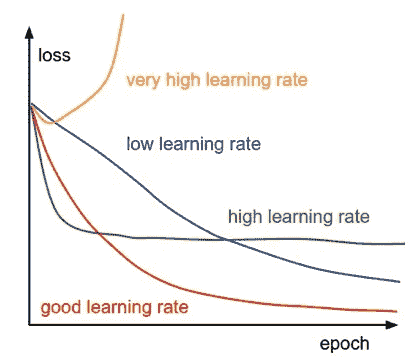 loss
very high learning rate
low learning rate
high learning rate
good learning rate
epoch